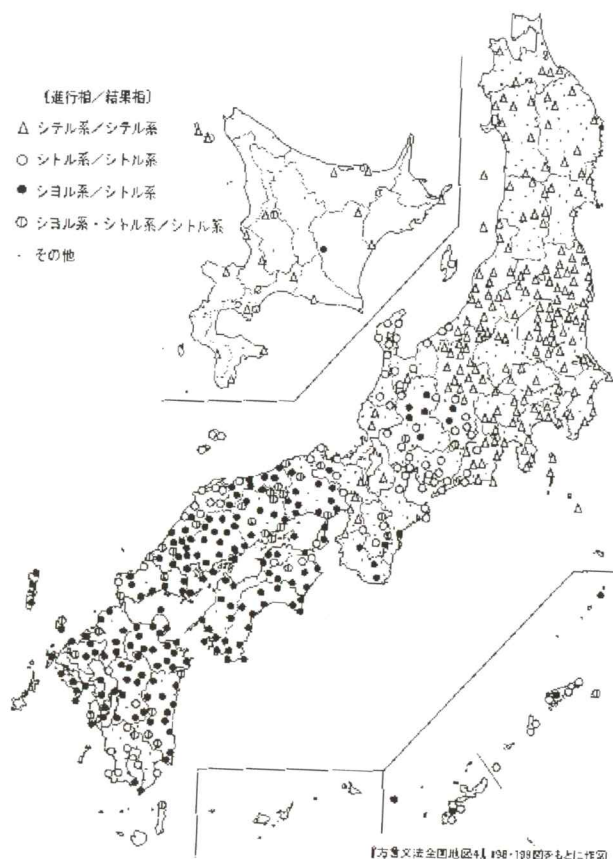 〔進行相／結果相〕
△ シテル系／シテル系
○ シトル系／シトル系
● シヨル系／シトル系
⦶ シヨル系・シトル系／シトル系
・ その他
『方言文法全国地図4』198・199図をもとに作図